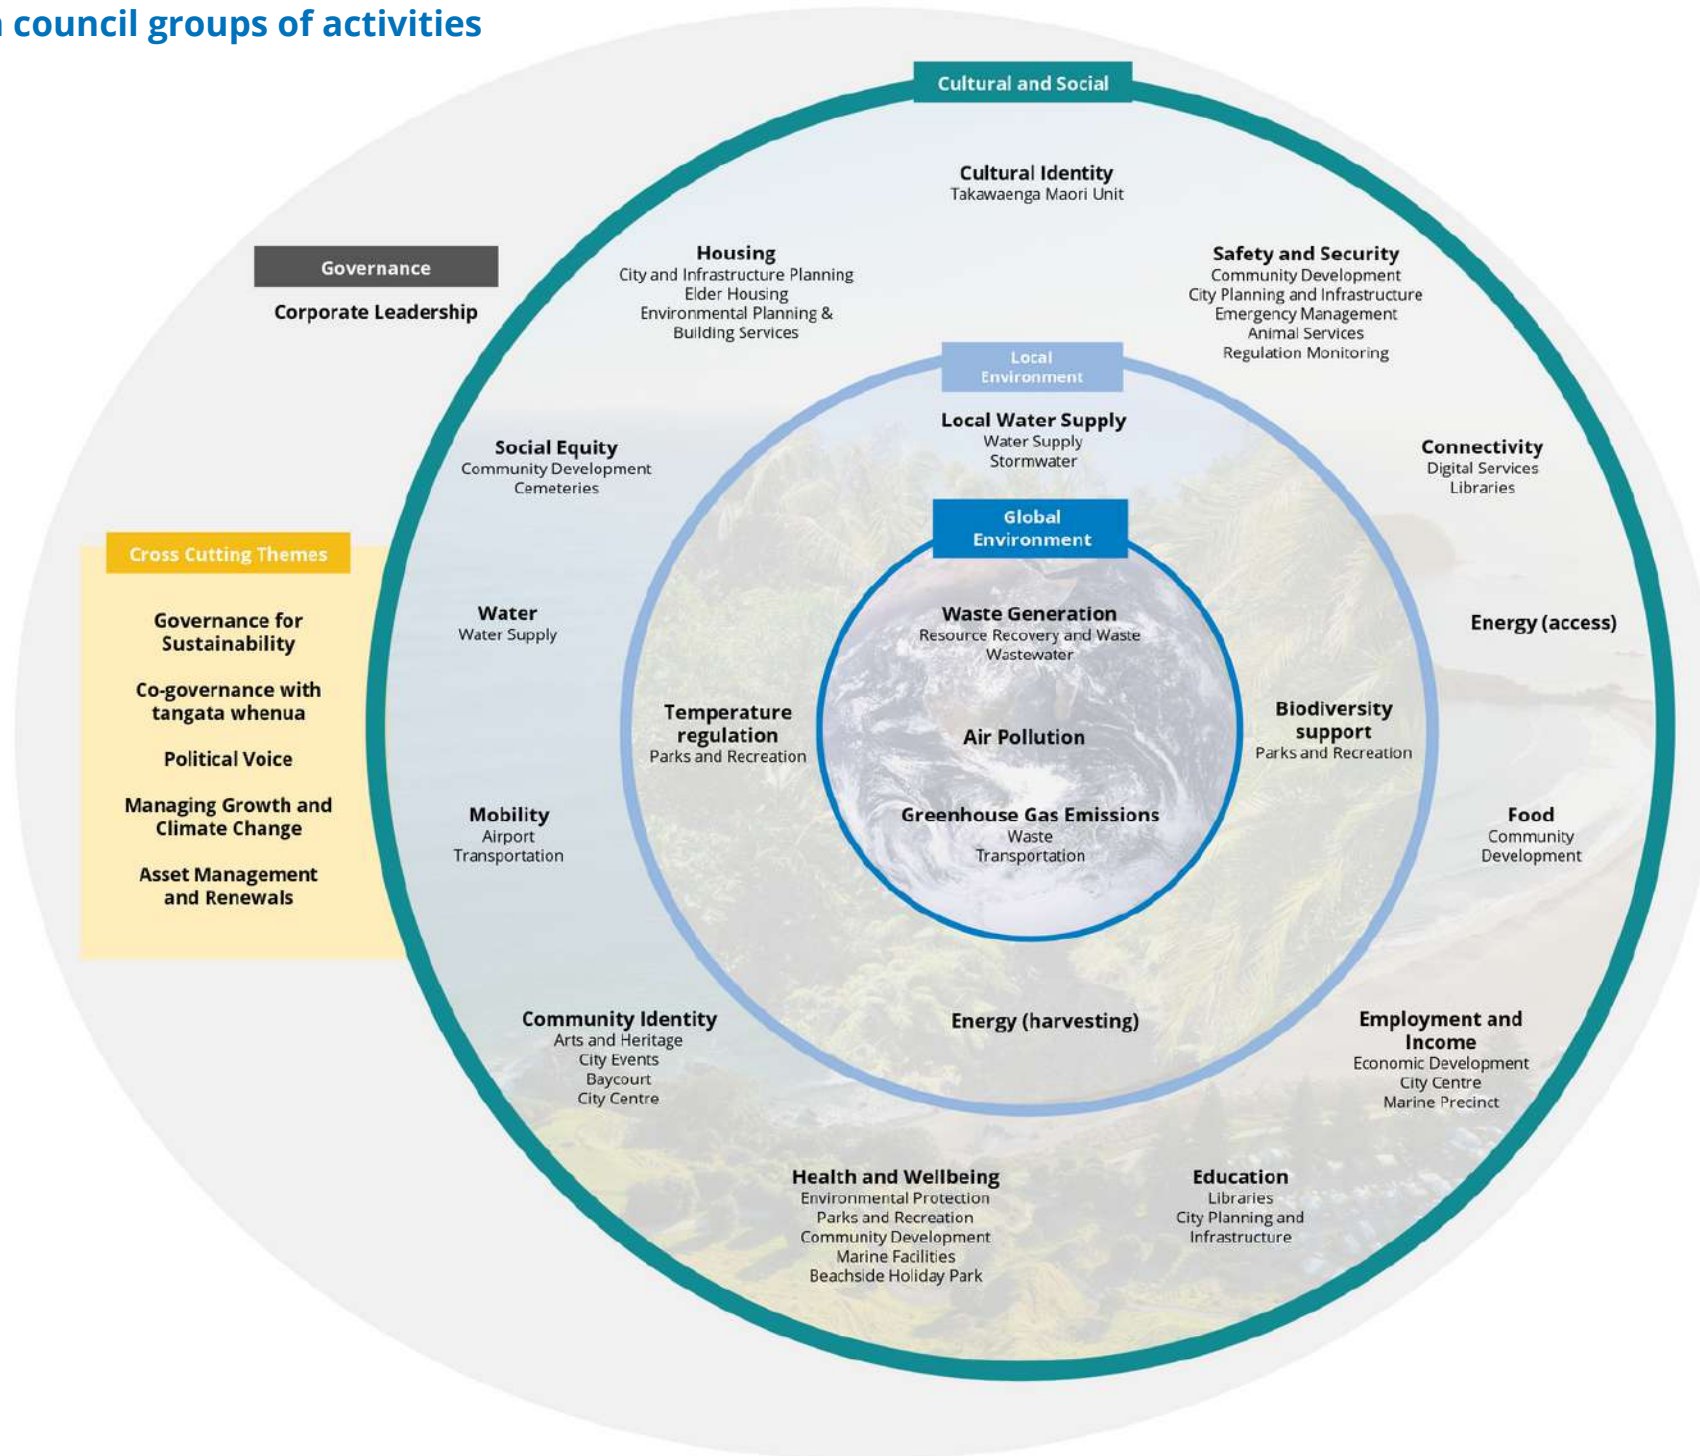 council groups of activities
Cultural and Social
Cultural Identity
Takawaenga Maori Unit
Governance
Corporate Leadership
Housing
City and Infrastructure Planning
Elder Housing
Environmental Planning &
Building Services
Safety and Security
Community Development
City Planning and Infrastructure
Emergency Management
Animal Services
Regulation Monitoring
Local
Environment
Local Water Supply
Water Supply
Stormwater
Social Equity
Community Development
Cemeteries
Connectivity
Digital Services
Libraries
Global
Environment
Cross Cutting Themes
Governance for
Sustainability
Co-governance with
tangata whenua
Political Voice
Managing Growth and
Climate Change
Asset Management
and Renewals
Water
Water Supply
Waste Generation
Resource Recovery and Waste
Wastewater
Energy (access)
Temperature
regulation
Parks and Recreation
Air Pollution
Biodiversity
support
Parks and Recreation
Mobility
Airport
Transportation
Greenhouse Gas Emissions
Waste
Transportation
Food
Community
Development
Community Identity
Arts and Heritage
City Events
Baycourt
City Centre
Energy (harvesting)
Employment and
Income
Economic Development
City Centre
Marine Precinct
Health and Wellbeing
Environmental Protection
Parks and Recreation
Community Development
Marine Facilities
Beachside Holiday Park
Education
Libraries
City Planning and
Infrastructure